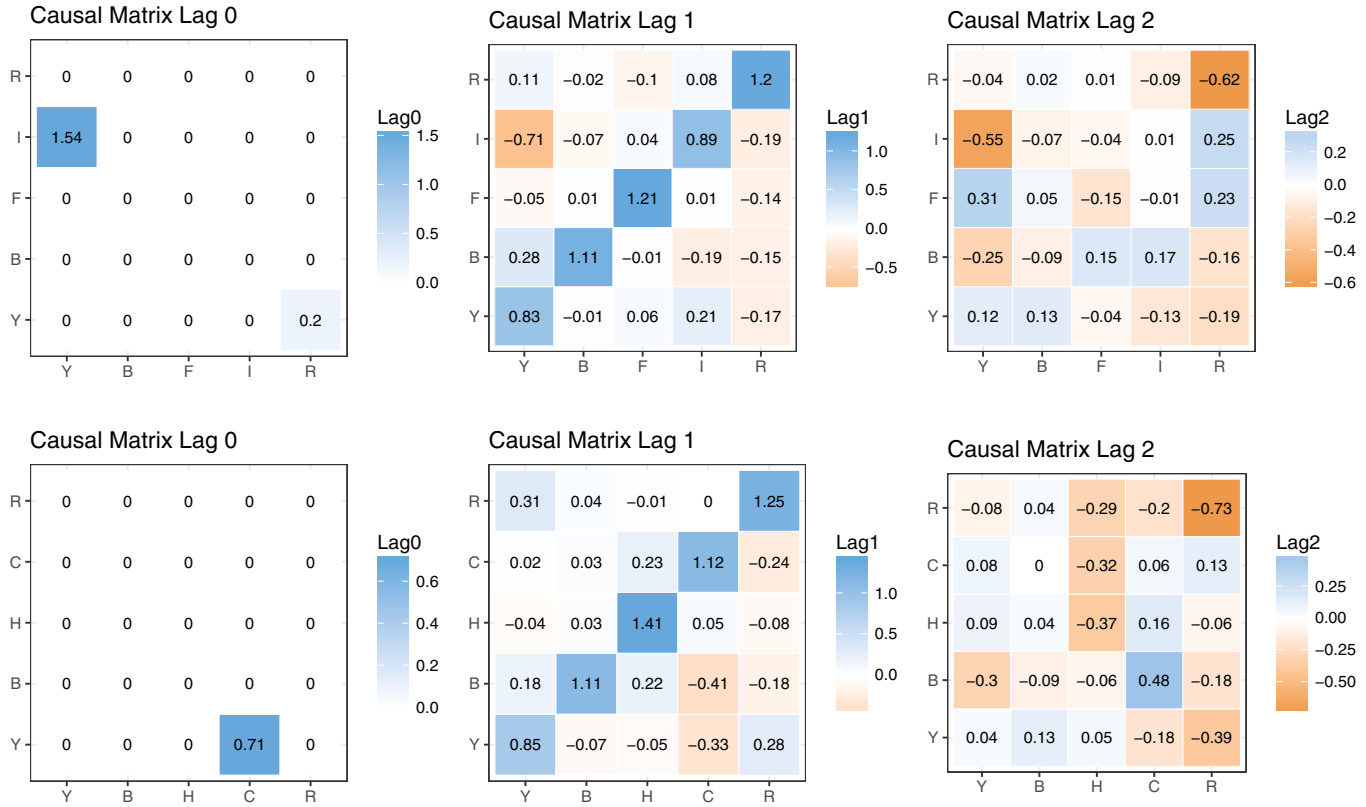 Causal Matrix Lag 0
R 0 0 0 0 0
I 1.54 0 0 0 0
F 0 0 0 0 0
B 0 0 0 0 0
Y 0 0 0 0 0.2
Y B F I R
Lag0
1.5
1.0
0.5
0.0
Causal Matrix Lag 1
R 0.11 −0.02 −0.1 0.08 1.2
I −0.71 −0.07 0.04 0.89 −0.19
F −0.05 0.01 1.21 0.01 −0.14
B 0.28 1.11 −0.01 −0.19 −0.15
Y 0.83 −0.01 0.06 0.21 −0.17
Y B F I R
Lag1
1.0
0.5
0.0
−0.5
Causal Matrix Lag 2
R −0.04 0.02 0.01 −0.09 −0.62
I −0.55 −0.07 −0.04 0.01 0.25
F 0.31 0.05 −0.15 −0.01 0.23
B −0.25 −0.09 0.15 0.17 −0.16
Y 0.12 0.13 −0.04 −0.13 −0.19
Y B F I R
Lag2
0.2
0.0
−0.2
−0.4
−0.6
Causal Matrix Lag 0
R 0 0 0 0 0
C 0 0 0 0 0
H 0 0 0 0 0
B 0 0 0 0 0
Y 0 0 0 0.71 0
Y B H C R
Lag0
0.6
0.4
0.2
0.0
Causal Matrix Lag 1
R 0.31 0.04 −0.01 0 1.25
C 0.02 0.03 0.23 1.12 −0.24
H −0.04 0.03 1.41 0.05 −0.08
B 0.18 1.11 0.22 −0.41 −0.18
Y 0.85 −0.07 −0.05 −0.33 0.28
Y B H C R
Lag1
1.0
0.5
0.0
Causal Matrix Lag 2
R −0.08 0.04 −0.29 −0.2 −0.73
C 0.08 0 −0.32 0.06 0.13
H 0.09 0.04 −0.37 0.16 −0.06
B −0.3 −0.09 −0.06 0.48 −0.18
Y 0.04 0.13 0.05 −0.18 −0.39
Y B H C R
Lag2
0.25
0.00
−0.25
−0.50